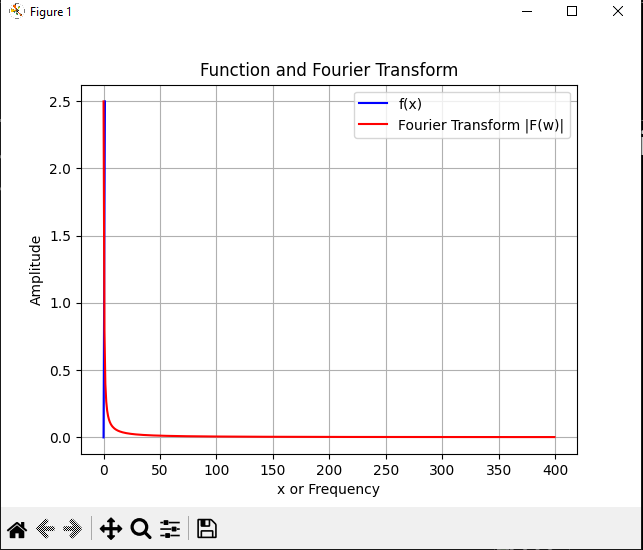 Figure 1
Function and Fourier Transform
f(x)
Fourier Transform |F(w)|
2.5
2.0
1.5
1.0
0.5
0.0
Amplitude
0 50 100 150 200 250 300 350 400
x or Frequency